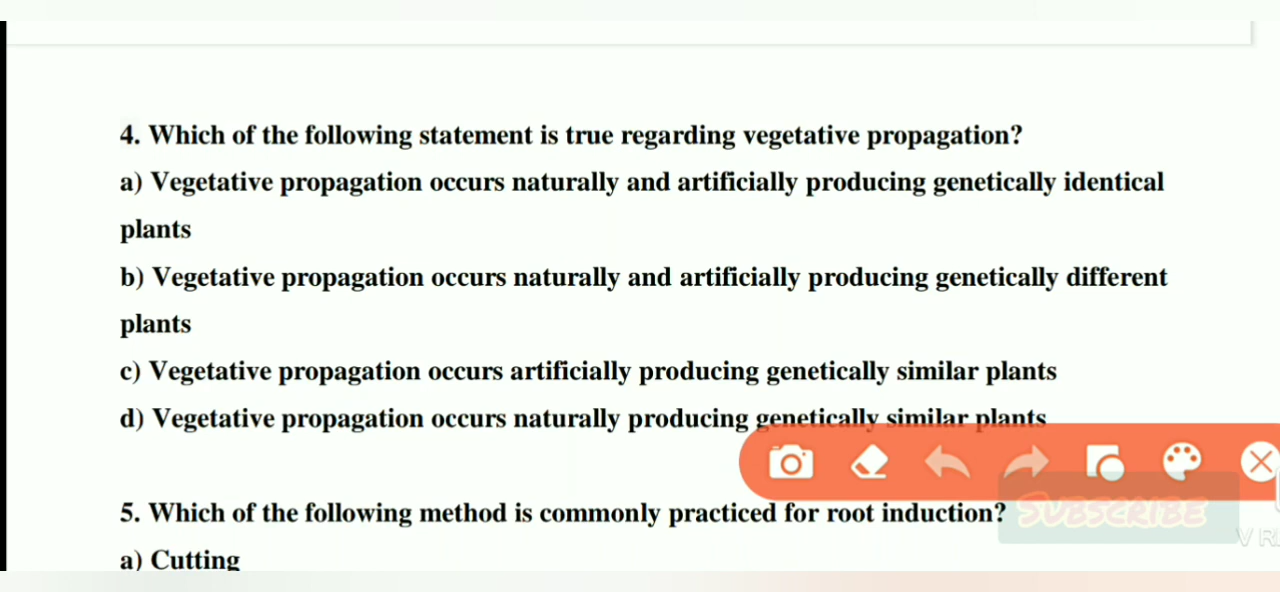 4. Which of the following statement is true regarding vegetative propagation?
a) Vegetative propagation occurs naturally and artificially producing genetically identical
plants
b) Vegetative propagation occurs naturally and artificially producing genetically different
plants
c) Vegetative propagation occurs artificially producing genetically similar plants
d) Vegetative propagation occurs naturally producing genetically similar plants
5. Which of the following method is commonly practiced for root induction?
SUBSCRIBE
a) Cutting